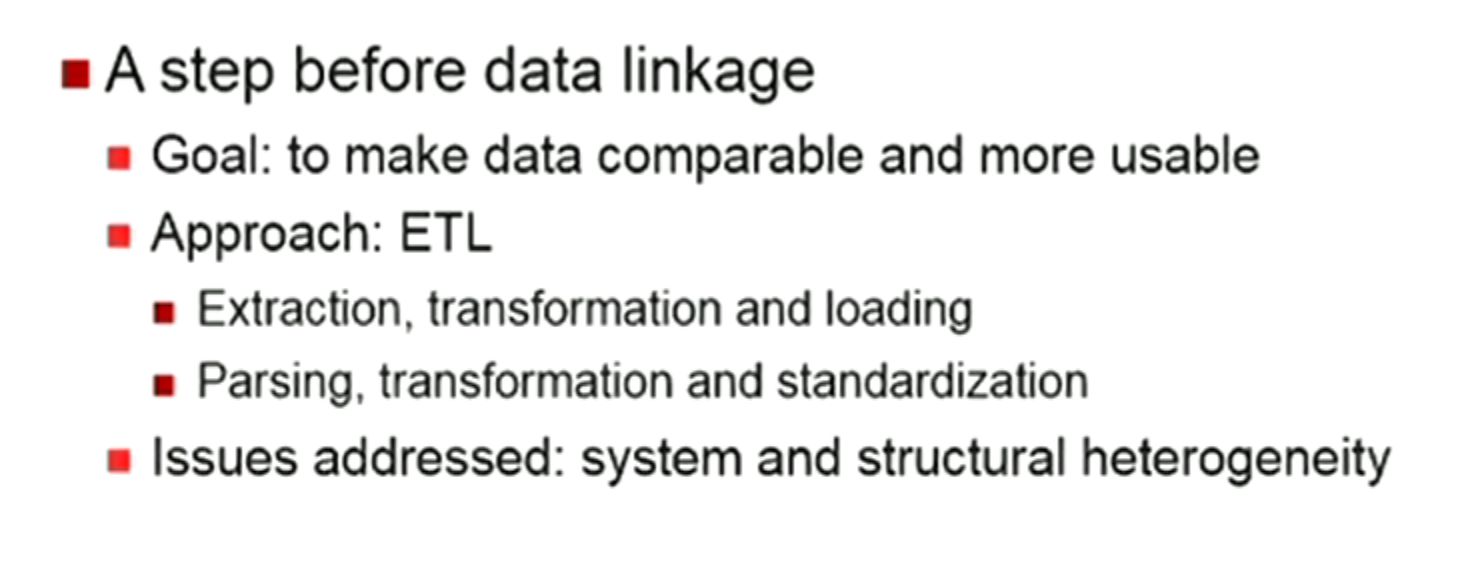 A step before data linkage
Goal: to make data comparable and more usable
Approach: ETL
Extraction, transformation and loading
Parsing, transformation and standardization
Issues addressed: system and structural heterogeneity